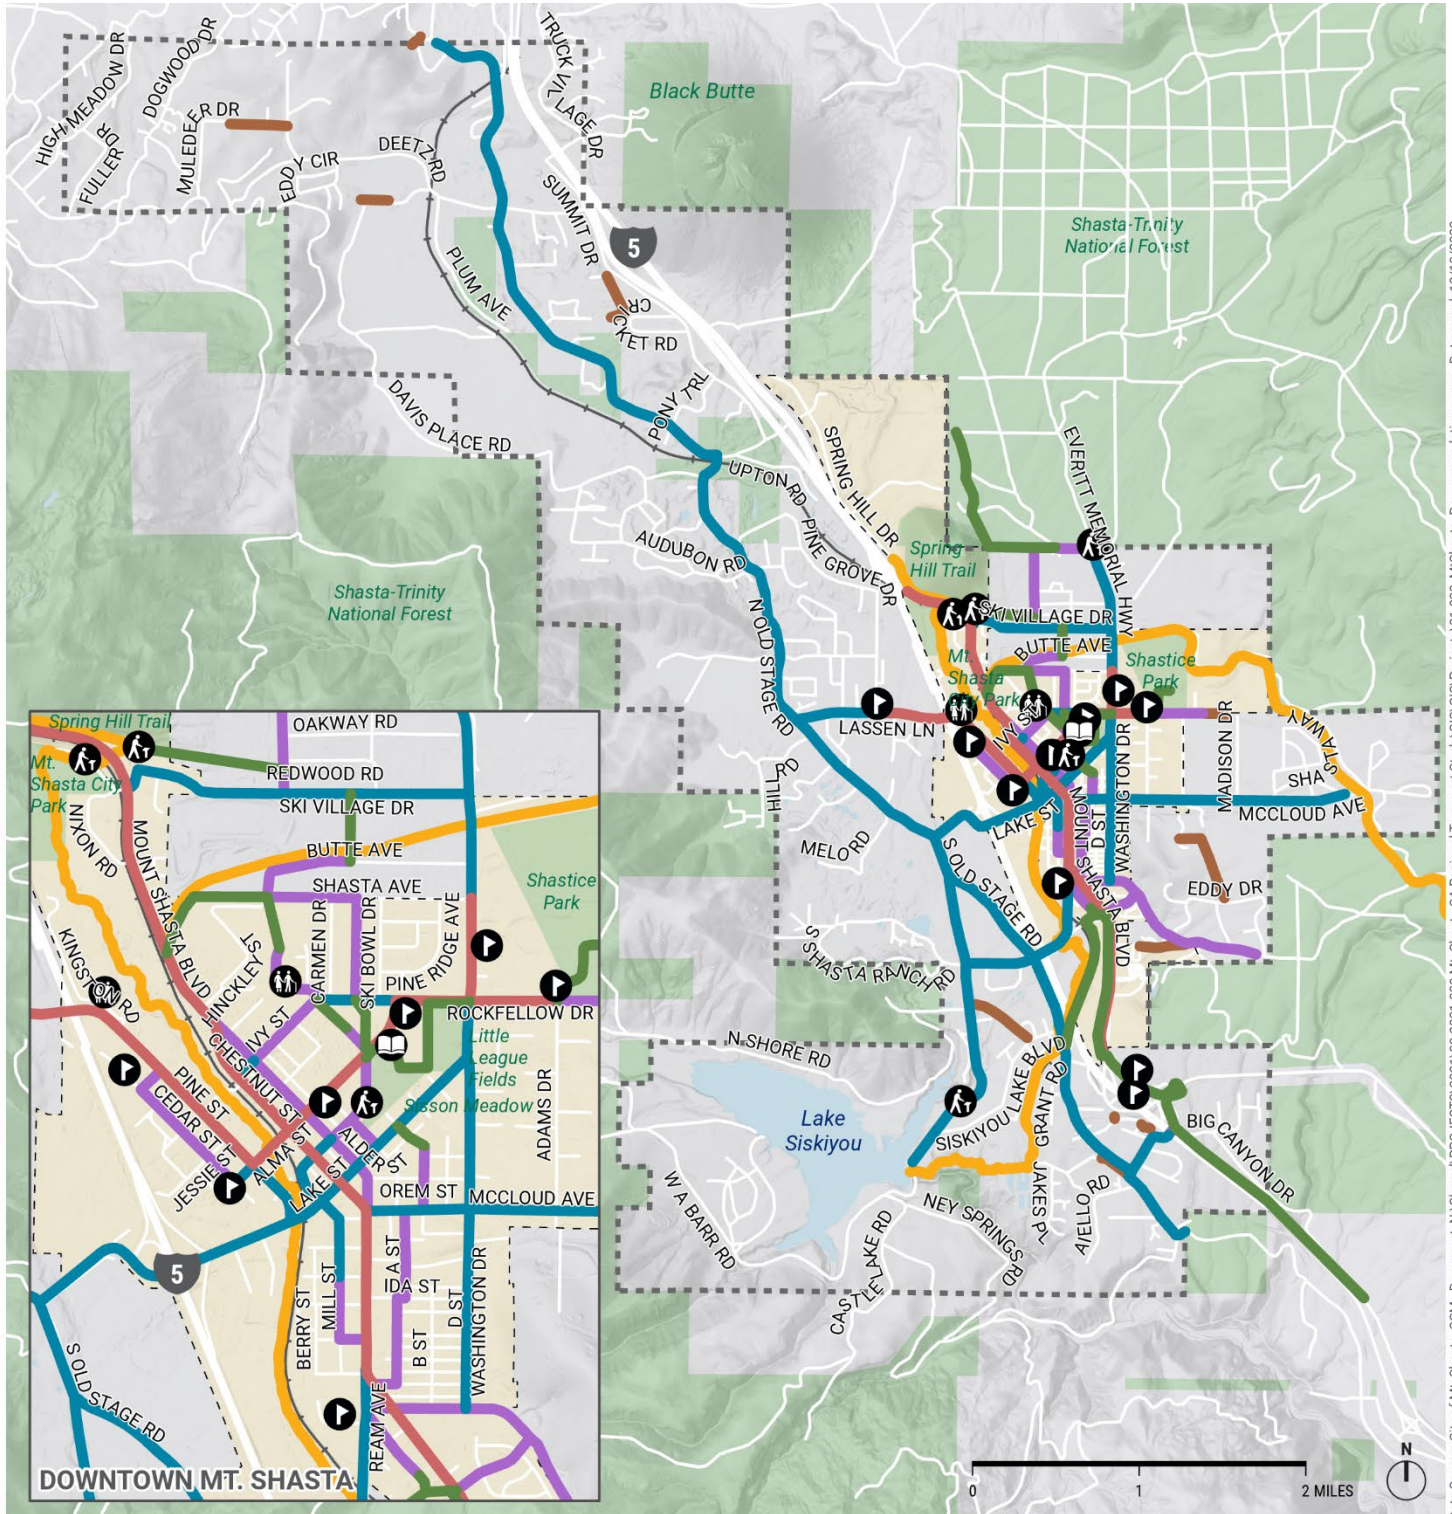 HIGH MEADOW DR
DOGWOOD DR
FULLER DR
MULEDEER DR
EDDY CIR
DEETZ RD
TRUCK VILLAGE DR
Black Butte
SUMMIT DR
5
PLUM AVE
CRICKET RD
Shasta-Trinity
National Forest
DAVIS PLACE RD
PONY TRL
UPTON RD
SPRING HILL DR
EVERITT MEMORIAL HWY
AUDUBON RD
PINE GROVE DR
Spring
Hill Trail
Shasta-Trinity
National Forest
N OLD STAGE RD
SKI VILLAGE DR
BUTTE AVE
Mt.
Shasta
City Park
Shastice
Park
LASSEN LN
IVY ST
HILL RD
MADISON DR
SHASTA WAY
MCCLOUD AVE
LAKE ST
MOUNT SHASTA BLVD
D ST
WASHINGTON DR
MELO RD
S OLD STAGE RD
EDDY DR
S SHASTA RANCH RD
N SHORE RD
Lake
Siskiyou
SISKIYOU LAKE BLVD
GRANT RD
BIG CANYON DR
JAKES PL
AIELLO RD
NEY SPRINGS RD
W A BARR RD
CASTLE LAKE RD
N
0
1
2 MILES
Spring Hill Trail
OAKWAY RD
Mt.
Shasta City
Park
REDWOOD RD
SKI VILLAGE DR
NIXON RD
MOUNT SHASTA BLVD
BUTTE AVE
SHASTA AVE
Shastice
Park
KINGSTON RD
HINCKLEY ST
CARMEN DR
SKI BOWL DR
PINE RIDGE AVE
ROCKFELLOW DR
IVY ST
CHESTNUT ST
Little
League
Fields
PINE ST
CEDAR ST
Sisson Meadow
ADAMS DR
JESSIE ST
ALMA ST
ALDER ST
LAKE ST
OREM ST
MCCLOUD AVE
5
A ST
IDA ST
MILL ST
BERRY ST
B ST
D ST
WASHINGTON DR
S OLD STAGE RD
REAM AVE
DOWNTOWN MT. SHASTA